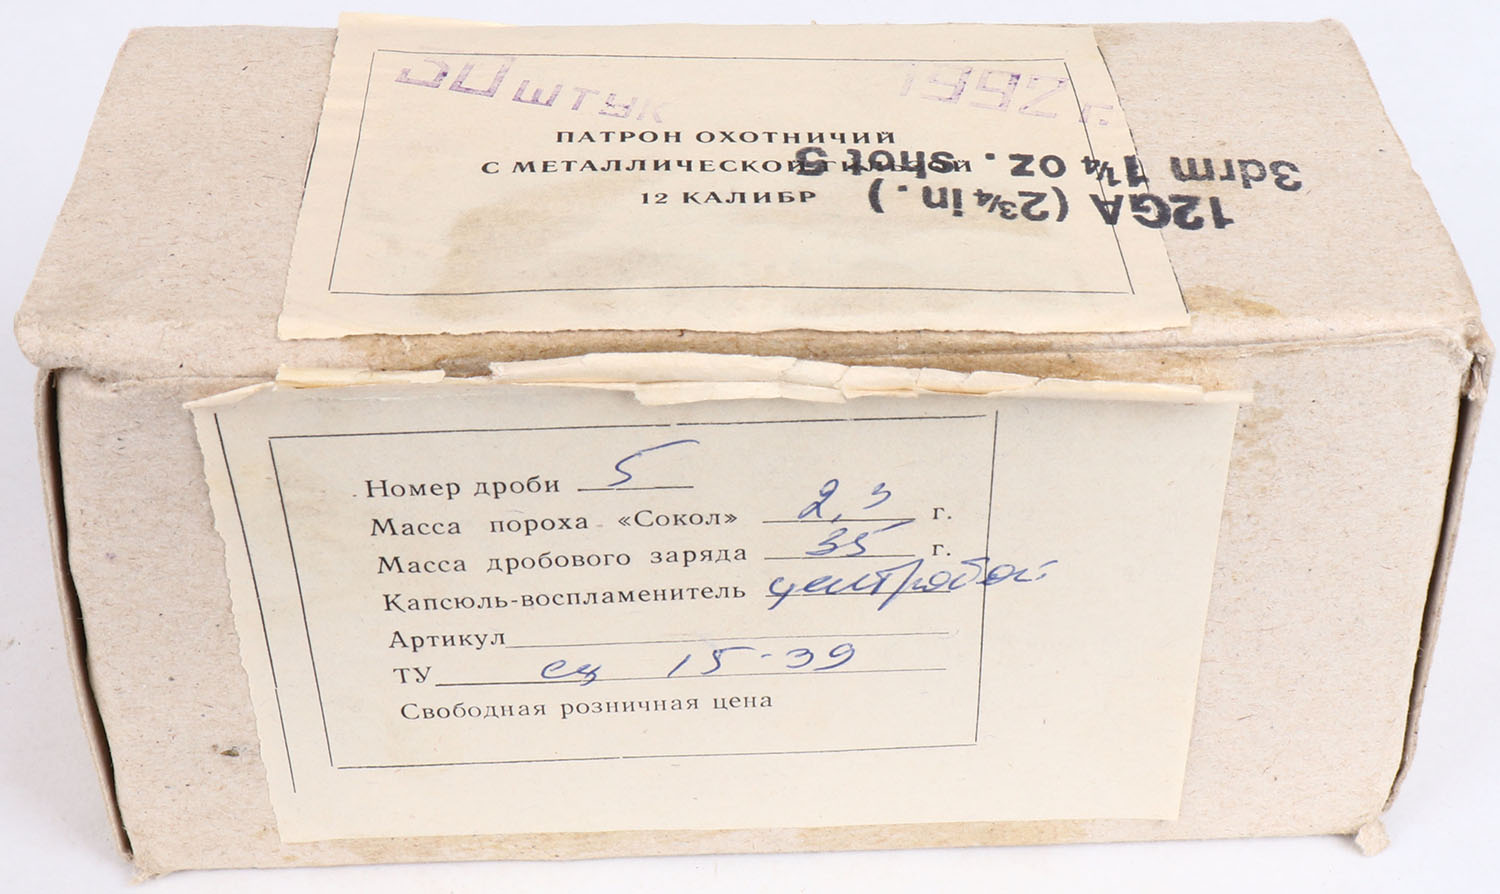 50 штук 1992 г.
ПАТРОН ОХОТНИЧИЙ
С МЕТАЛЛИЧЕСКОЙ ГИЛЬЗОЙ
12 КАЛИБР
12GA (2¾ in.)
3drm 1¼ oz. shot 5
Номер дроби 5
Масса пороха «Сокол» 2,3 г.
Масса дробового заряда 35 г.
Капсюль-воспламенитель центробой
Артикул
ТУ ец 15-39
Свободная розничная цена